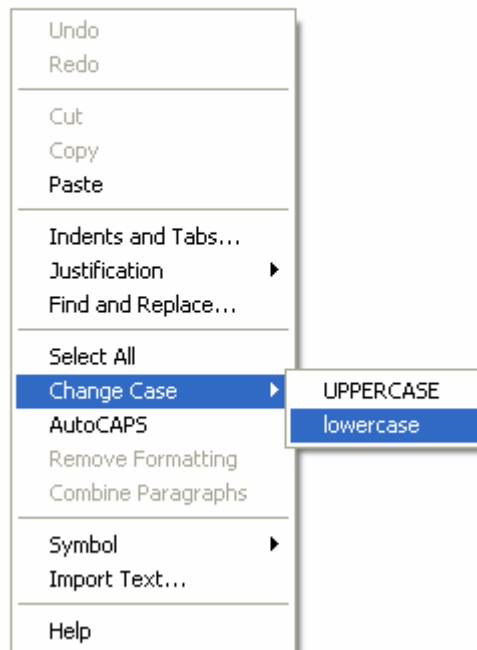 Undo
Redo
Cut
Copy
Paste
Indents and Tabs...
Justification
Find and Replace...
Select All
Change Case
UPPERCASE
lowercase
AutoCAPS
Remove Formatting
Combine Paragraphs
Symbol
Import Text...
Help